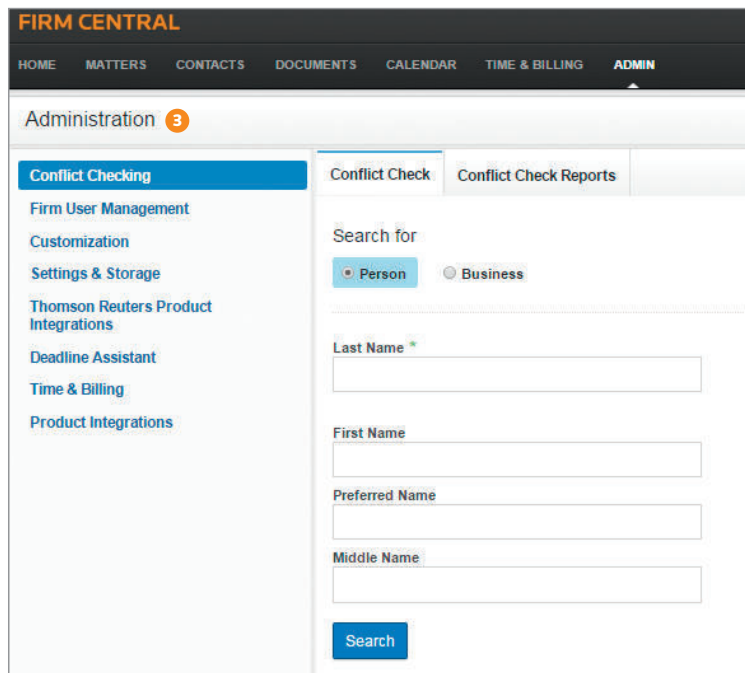 FIRM CENTRAL
HOME MATTERS CONTACTS DOCUMENTS CALENDAR TIME & BILLING ADMIN
Administration 3
Conflict Checking
Firm User Management
Customization
Settings & Storage
Thomson Reuters Product
Integrations
Deadline Assistant
Time & Billing
Product Integrations
Conflict Check Conflict Check Reports
Search for
Person Business
Last Name *
First Name
Preferred Name
Middle Name
Search